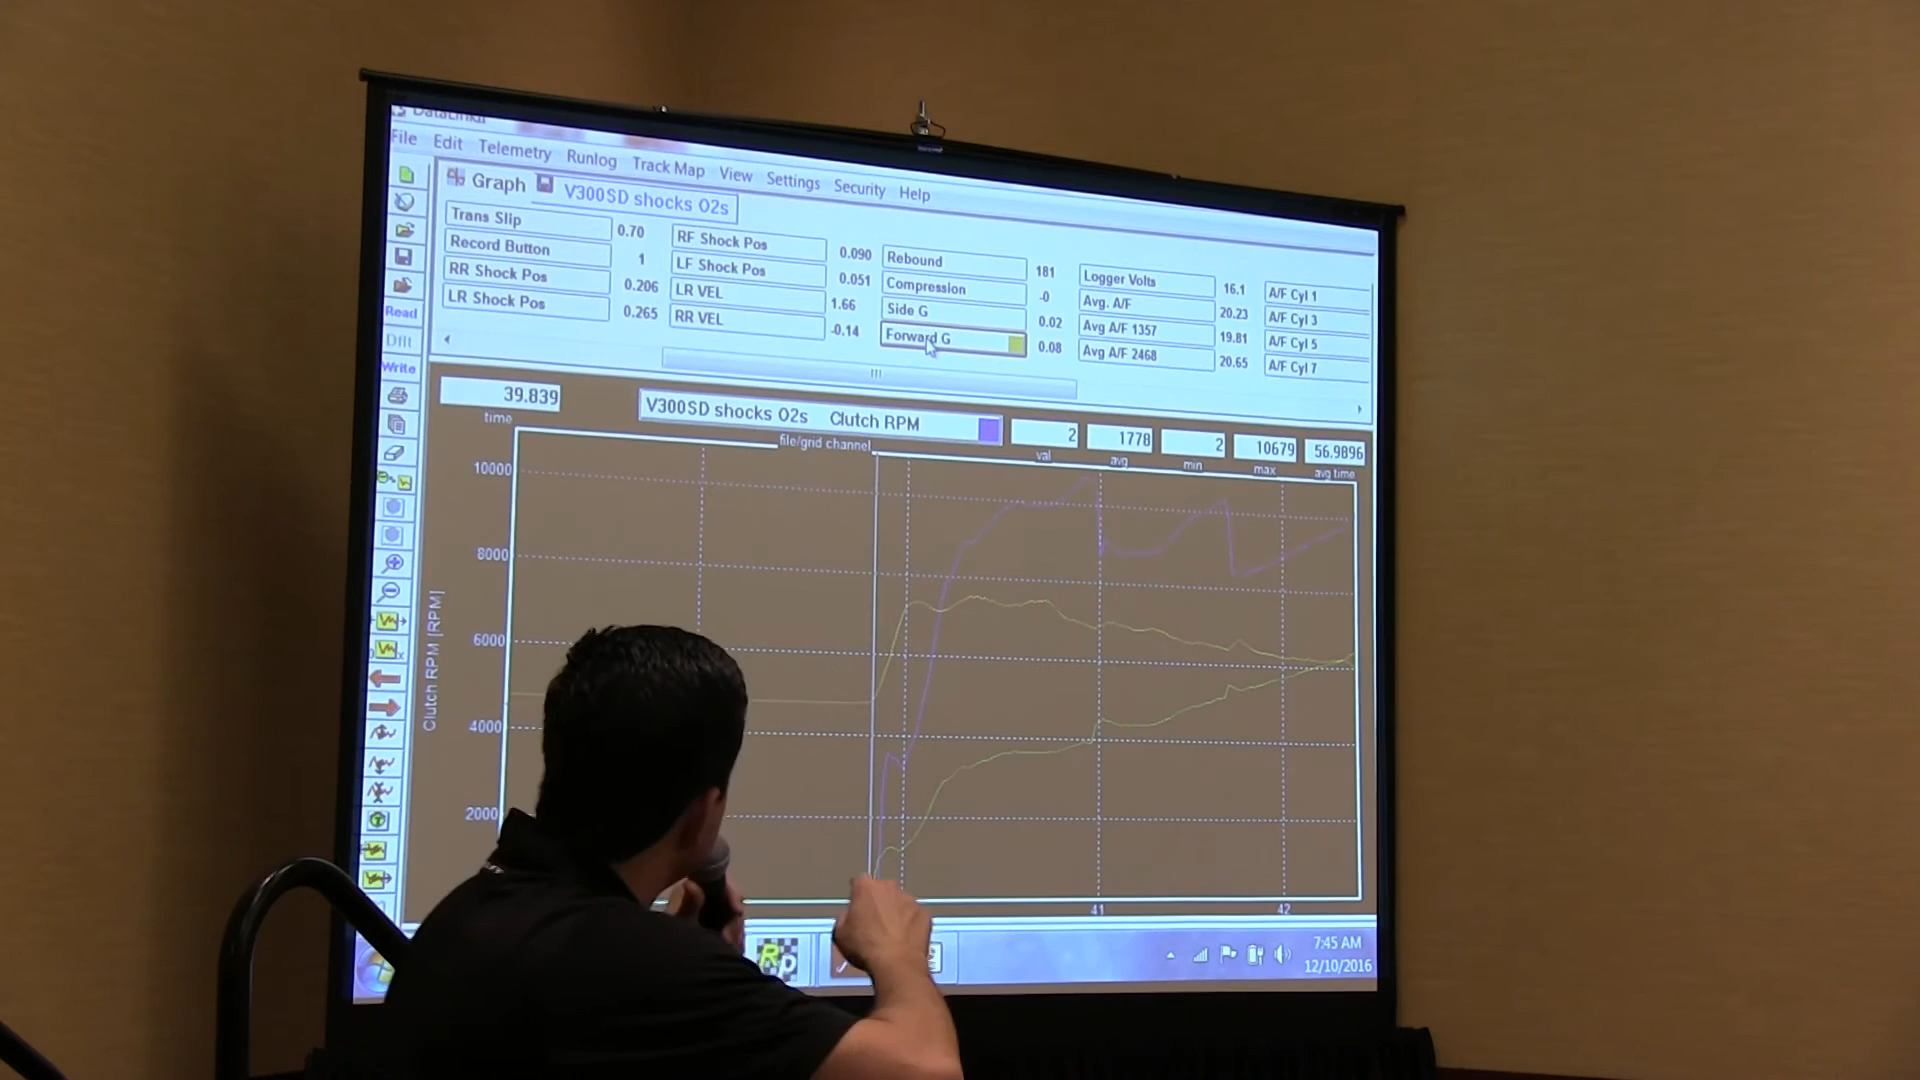 DataLinkII
File Edit Telemetry Runlog Track Map View Settings Security Help
Graph V300SD shocks O2s
Trans Slip 0.70
Record Button 1
RR Shock Pos 0.206
LR Shock Pos 0.265
RF Shock Pos 0.090
LF Shock Pos 0.051
LR VEL 1.66
RR VEL -0.14
Rebound 181
Compression -0
Side G 0.02
Forward G 0.08
Logger Volts 16.1
Avg. A/F 20.23
Avg A/F 1357 19.81
Avg A/F 2468 20.65
A/F Cyl 1
A/F Cyl 3
A/F Cyl 5
A/F Cyl 7
Read
Dflt
Write
39.839
time
V300SD shocks O2s Clutch RPM
file/grid channel
2 1778 2 10679 56.9896
val avg min max avg time
10000
8000
6000
4000
2000
Clutch RPM [RPM]
41 42
Rp
7:45 AM
12/10/2016